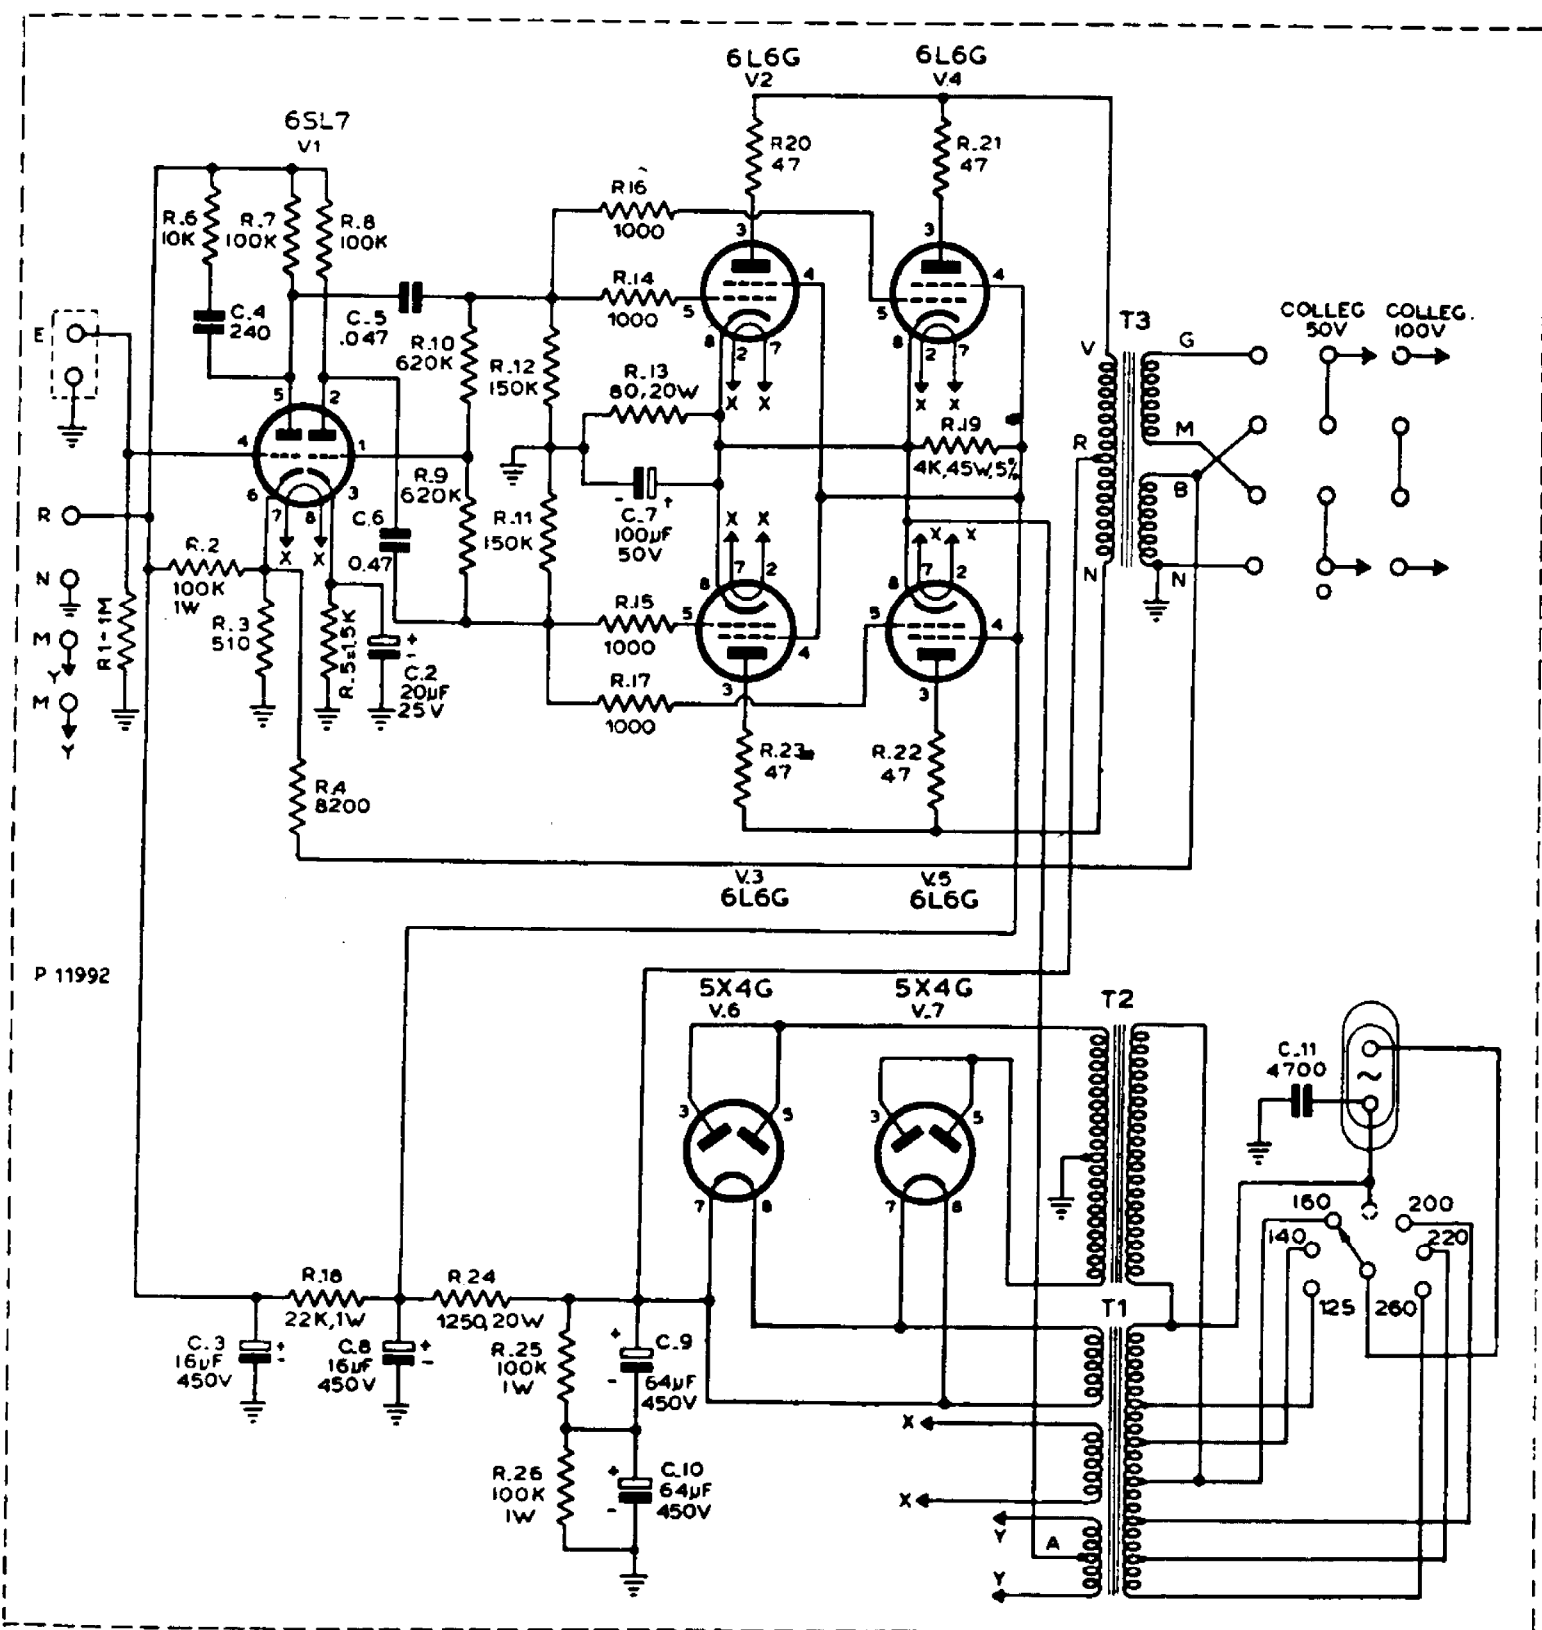 6L6G
V.2
6L6G
V.4
6SL7
V1
R20
47
R.21
47
R.6
10K
R.7
100K
R.8
100K
R16
1000
R.14
1000
C.4
240
C.5
.047
R.10
620K
R.12
150K
R.13
80,20W
3
4
5
8
2
7
X X
3
4
5
8
2
7
X X
T3
V
R
N
G
M
B
N
COLLEG
50V
COLLEG.
100V
O
E
R
N
M
Y
M
Y
5
2
4
1
6
7
8
3
X
X
R.9
620K
C.6
0.47
R.11
150K
C.7
100µF
50V
-
+
R.19
4K,45W,5%
X X
8
7
2
5
4
3
X X
8
7
2
5
4
3
R.2
100K
1W
R1-1M
R.3
510
R.5=1.5K
+
-
C.2
20µF
25V
R.15
1000
R.17
1000
R.23
47
R.22
47
R.4
8200
V.3
6L6G
V.5
6L6G
P 11992
5X4G
V.6
5X4G
V.7
T2
3
5
7
8
3
5
7
8
C.11
4700
~
160
200
140
220
125
260
T1
R.18
22K,1W
R.24
1250,20W
C.3
16µF
450V
+
-
C.8
16µF
450V
+
-
R.25
100K
1W
+
-
C.9
64µF
450V
R.26
100K
1W
+
-
C.10
64µF
450V
X
X
Y
A
Y